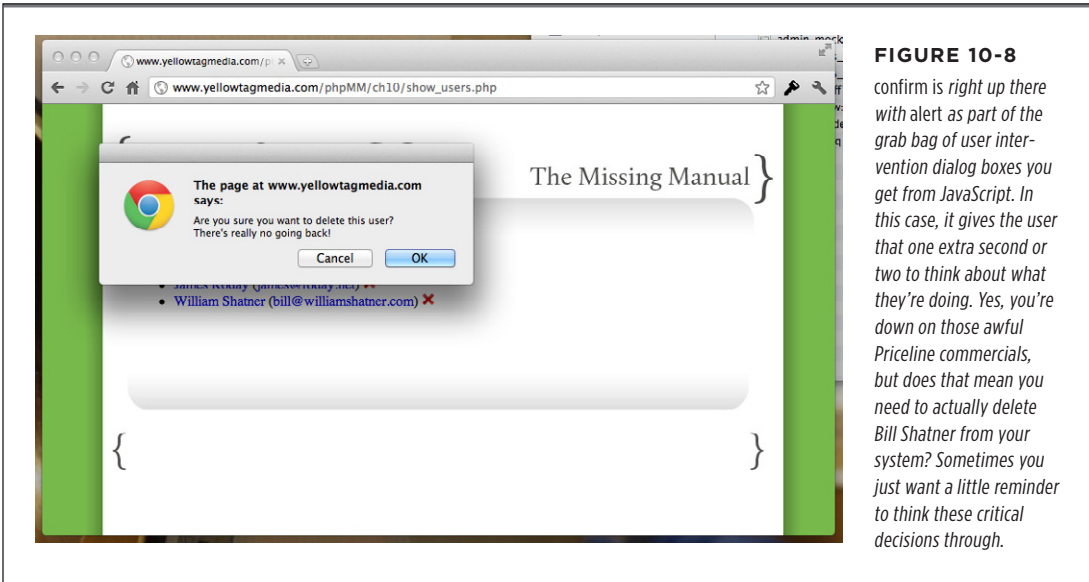 admin_mock
www.yellowtagmedia.com/p
www.yellowtagmedia.com/phpMM/ch10/show_users.php
The Missing Manual
The page at www.yellowtagmedia.com
says:
Are you sure you want to delete this user?
There's really no going back!
Cancel
OK
William Shatner (bill@williamshatner.com)
FIGURE 10-8
confirm is right up there
with alert as part of the
grab bag of user inter-
vention dialog boxes you
get from JavaScript. In
this case, it gives the user
that one extra second or
two to think about what
they're doing. Yes, you're
down on those awful
Priceline commercials,
but does that mean you
need to actually delete
Bill Shatner from your
system? Sometimes you
just want a little reminder
to think these critical
decisions through.